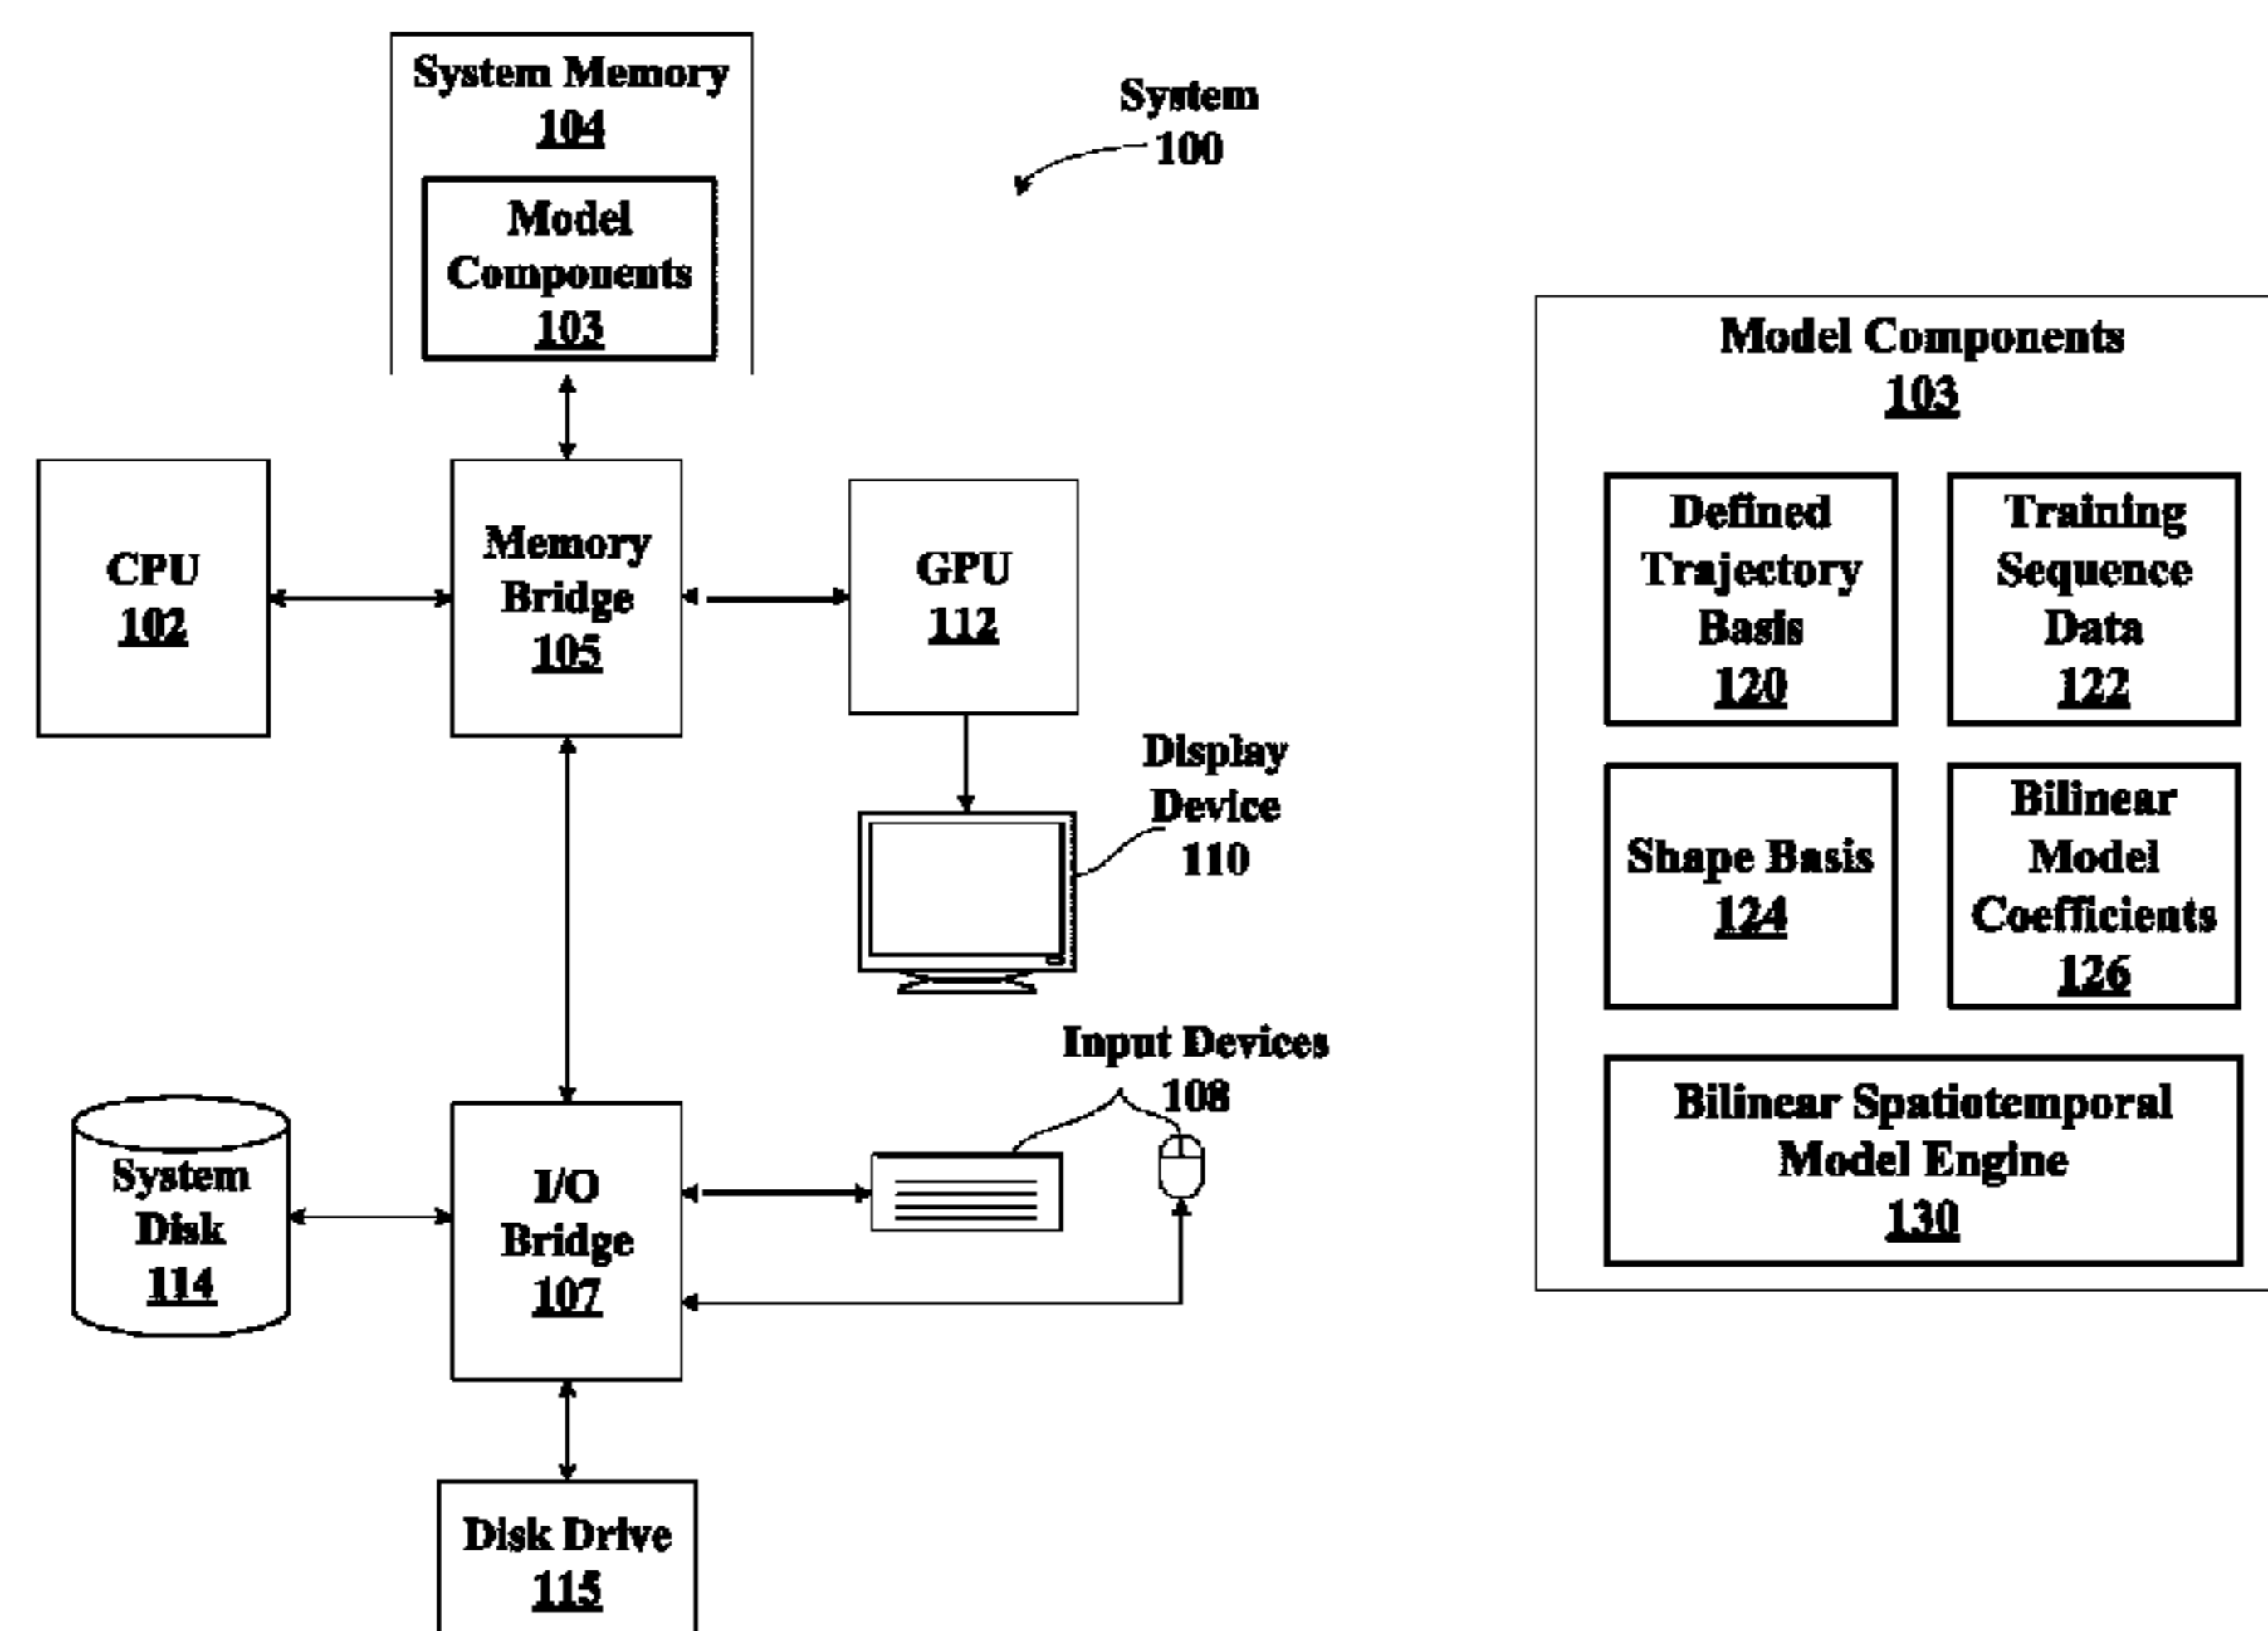 System Memory
104
Model
Components
103
System
100
CPU
102
Memory
Bridge
105
GPU
112
Display
Device
110
Input Devices
108
System
Disk
114
I/O
Bridge
107
Disk Drive
115
Model Components
103
Defined
Trajectory
Basis
120
Training
Sequence
Data
122
Shape Basis
124
Bilinear
Model
Coefficients
126
Bilinear Spatiotemporal
Model Engine
130